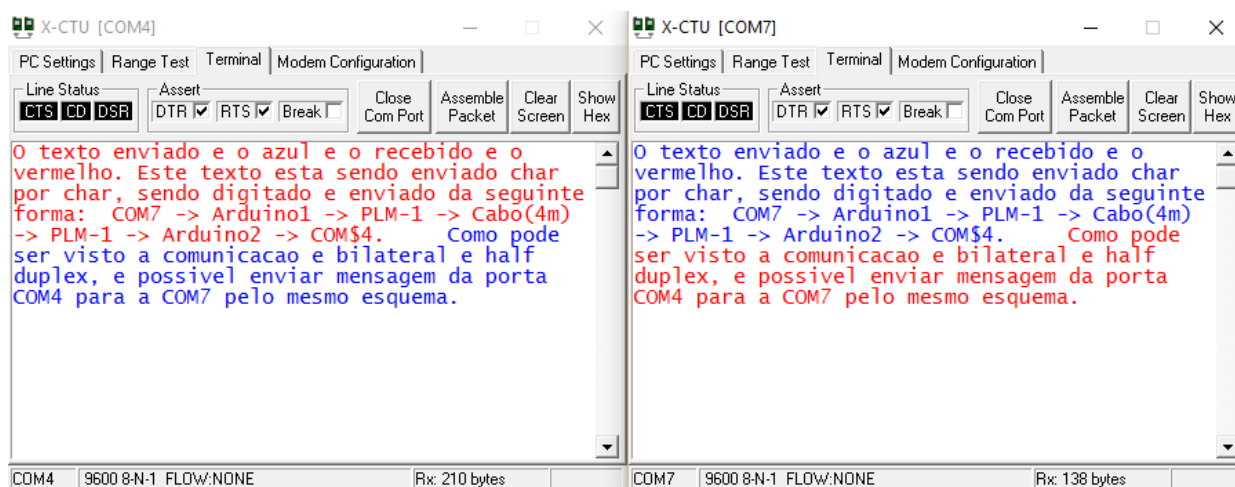 X-CTU [COM4]
PC Settings Range Test Terminal Modem Configuration
Line Status
CTS CD DSR
Assert
DTR RTS Break
Close Com Port
Assemble Packet
Clear Screen
Show Hex
O texto enviado e o azul e o recebido e o
vermelho. Este texto esta sendo enviado char
por char, sendo digitado e enviado da seguinte
forma:  COM7 -> Arduino1 -> PLM-1 -> Cabo(4m)
-> PLM-1 -> Arduino2 -> COM$4.      Como pode
ser visto a comunicacao e bilateral e half
duplex, e possivel enviar mensagem da porta
COM4 para a COM7 pelo mesmo esquema.
COM4 9600 8-N-1 FLOW:NONE Rx: 210 bytes
X-CTU [COM7]
PC Settings Range Test Terminal Modem Configuration
Line Status
CTS CD DSR
Assert
DTR RTS Break
Close Com Port
Assemble Packet
Clear Screen
Show Hex
O texto enviado e o azul e o recebido e o
vermelho. Este texto esta sendo enviado char
por char, sendo digitado e enviado da seguinte
forma:  COM7 -> Arduino1 -> PLM-1 -> Cabo(4m)
-> PLM-1 -> Arduino2 -> COM$4.      Como pode
ser visto a comunicacao e bilateral e half
duplex, e possivel enviar mensagem da porta
COM4 para a COM7 pelo mesmo esquema.
COM7 9600 8-N-1 FLOW:NONE Rx: 138 bytes